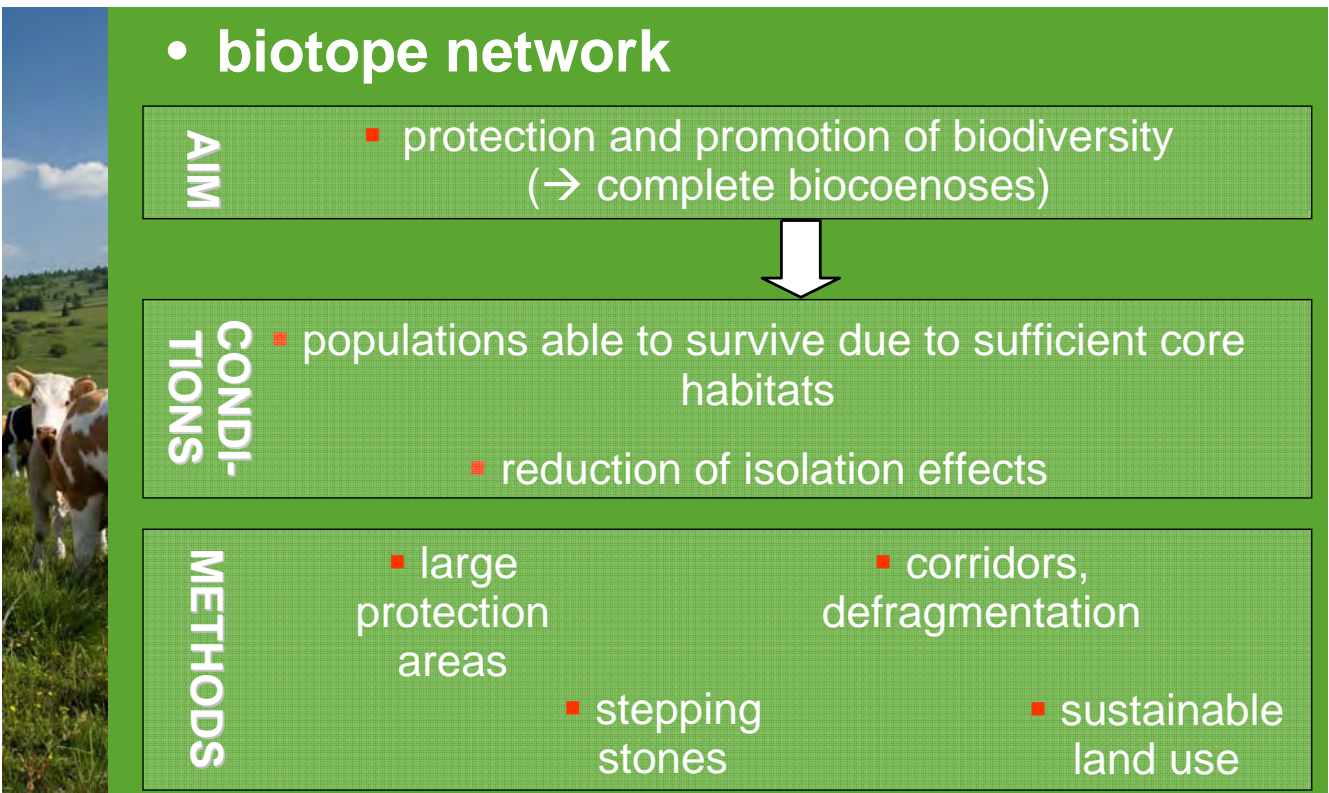 • biotope network
AIM
▪ protection and promotion of biodiversity
(→ complete biocoenoses)
CONDI-
TIONS
▪ populations able to survive due to sufficient core
habitats
▪ reduction of isolation effects
METHODS
▪ large
protection
areas
▪ corridors,
defragmentation
▪ stepping
stones
▪ sustainable
land use